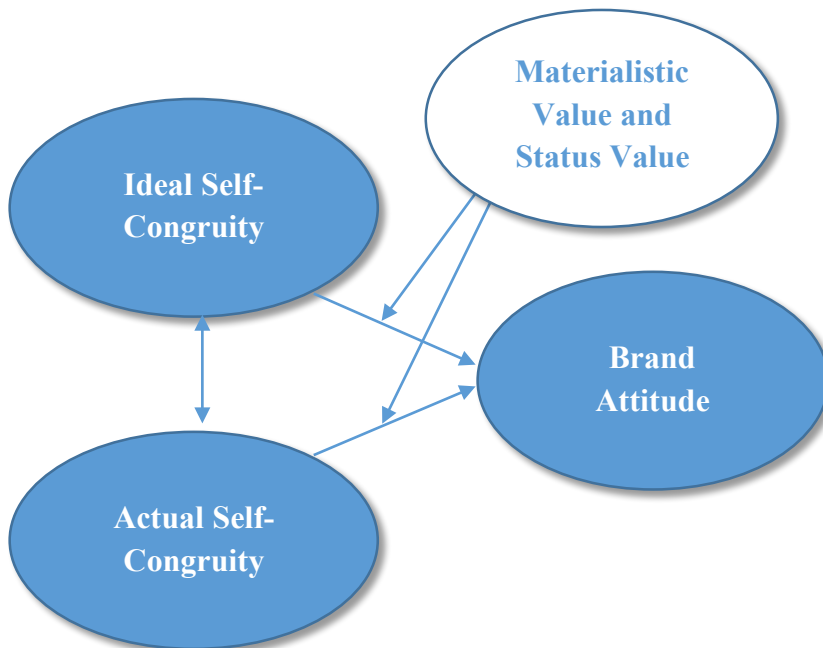 Materialistic
Value and
Status Value
Ideal Self-
Congruity
Brand
Attitude
Actual Self-
Congruity